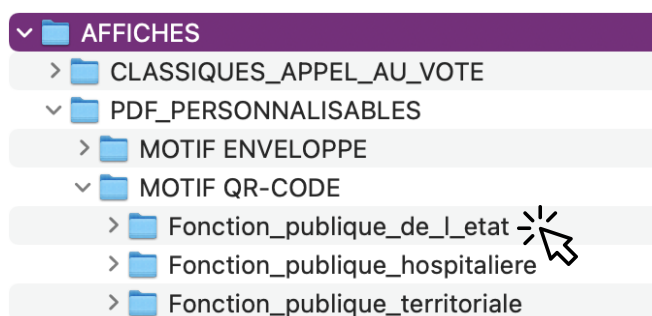 AFFICHES
CLASSIQUES_APPEL_AU_VOTE
PDF_PERSONNALISABLES
MOTIF ENVELOPPE
MOTIF QR-CODE
Fonction_publique_de_l_etat
Fonction_publique_hospitaliere
Fonction_publique_territoriale